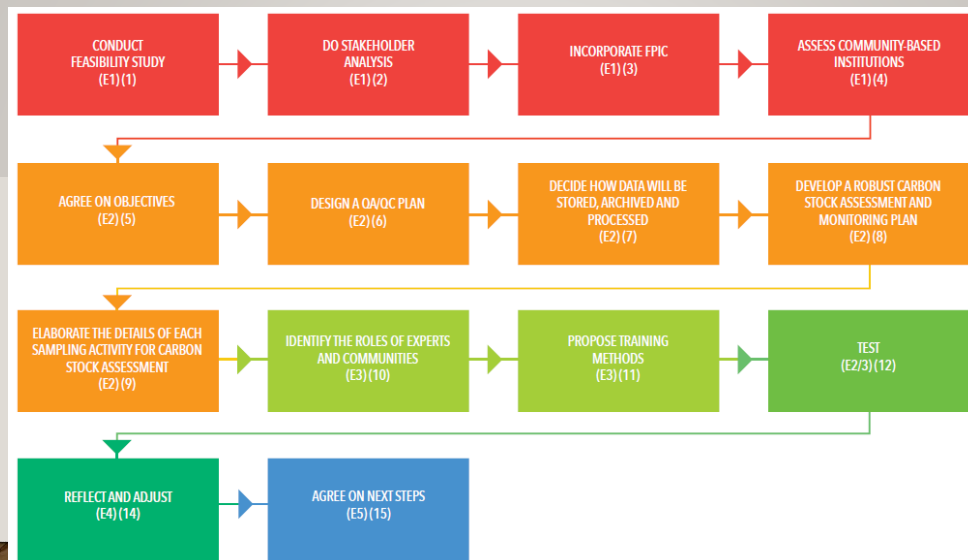 CONDUCT
FEASIBILITY STUDY
(E1) (1)
DO STAKEHOLDER
ANALYSIS
(E1) (2)
INCORPORATE FPIC
(E1) (3)
ASSESS COMMUNITY-BASED
INSTITUTIONS
(E1) (4)
AGREE ON OBJECTIVES
(E2) (5)
DESIGN A QA/QC PLAN
(E2) (6)
DECIDE HOW DATA WILL BE
STORED, ARCHIVED AND
PROCESSED
(E2) (7)
DEVELOP A ROBUST CARBON
STOCK ASSESSMENT AND
MONITORING PLAN
(E2) (8)
ELABORATE THE DETAILS OF EACH
SAMPLING ACTIVITY FOR CARBON
STOCK ASSESSMENT
(E2) (9)
IDENTIFY THE ROLES OF EXPERTS
AND COMMUNITIES
(E3) (10)
PROPOSE TRAINING
METHODS
(E3) (11)
TEST
(E2/3) (12)
REFLECT AND ADJUST
(E4) (14)
AGREE ON NEXT STEPS
(E5) (15)